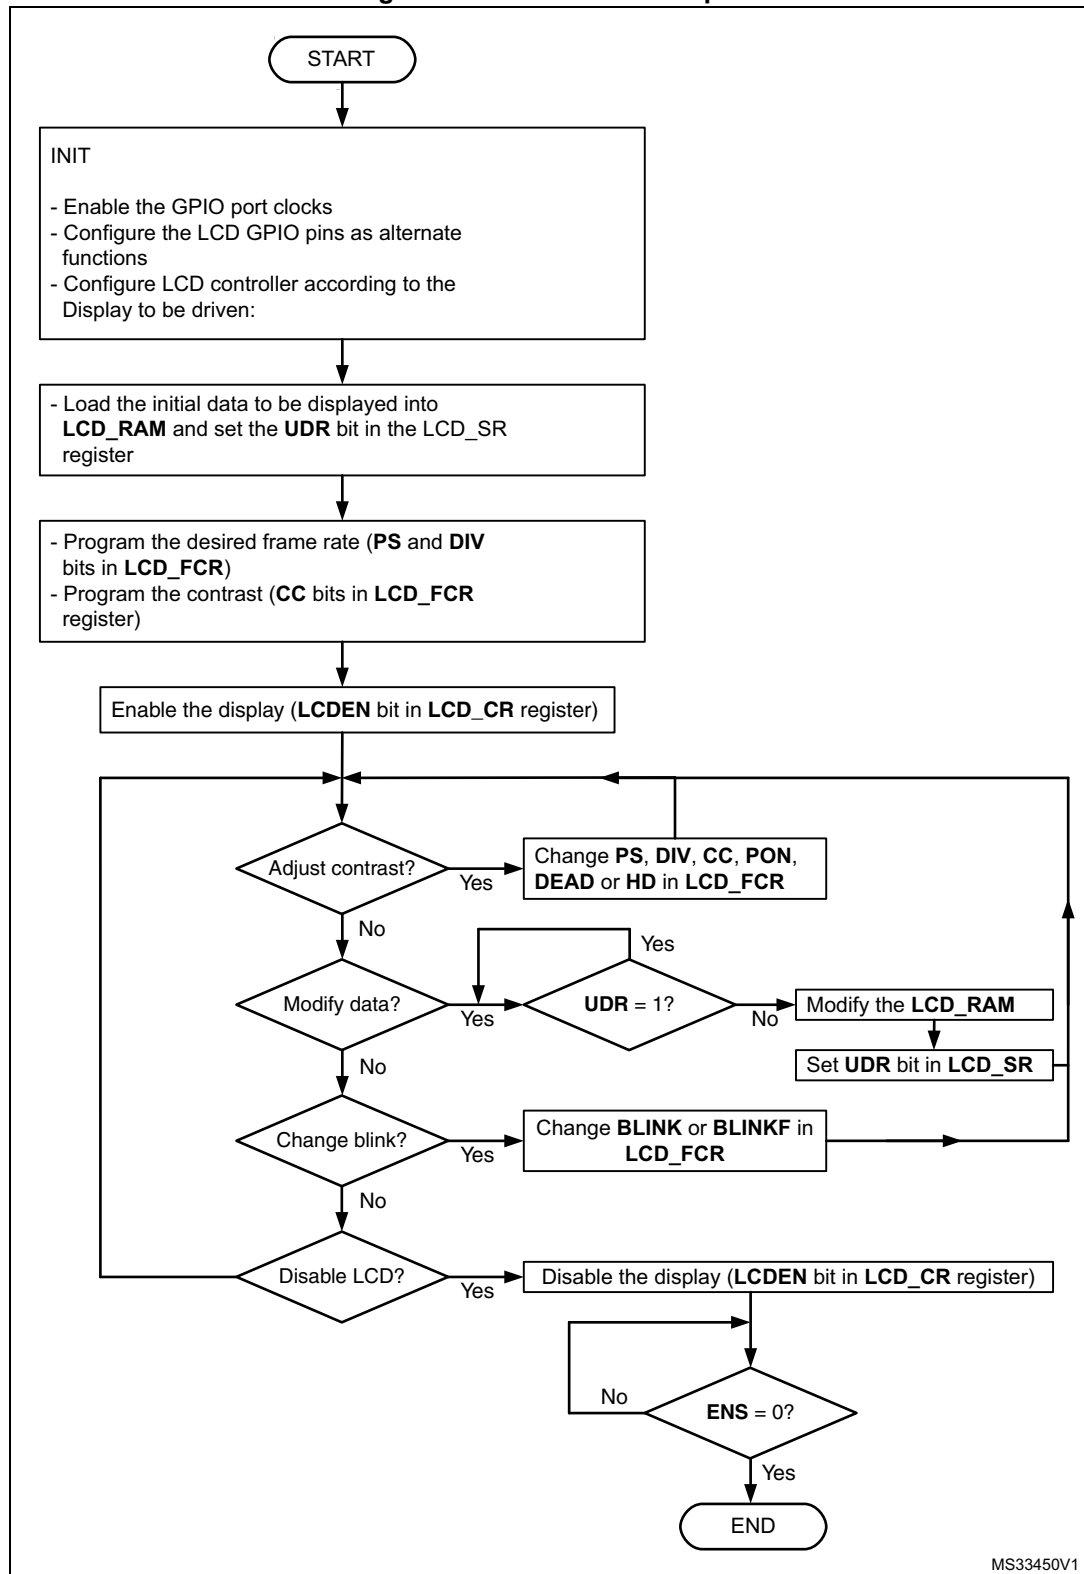 START
INIT
- Enable the GPIO port clocks
- Configure the LCD GPIO pins as alternate
functions
- Configure LCD controller according to the
Display to be driven:
- Load the initial data to be displayed into
LCD_RAM and set the UDR bit in the LCD_SR
register
- Program the desired frame rate (PS and DIV
bits in LCD_FCR)
- Program the contrast (CC bits in LCD_FCR
register)
Enable the display (LCDEN bit in LCD_CR register)
Adjust contrast?
Yes
Change PS, DIV, CC, PON,
DEAD or HD in LCD_FCR
No
Modify data?
Yes
Yes
UDR = 1?
No
Modify the LCD_RAM
Set UDR bit in LCD_SR
No
Change blink?
Yes
Change BLINK or BLINKF in
LCD_FCR
No
Disable LCD?
Yes
Disable the display (LCDEN bit in LCD_CR register)
No
ENS = 0?
Yes
END
MS33450V1